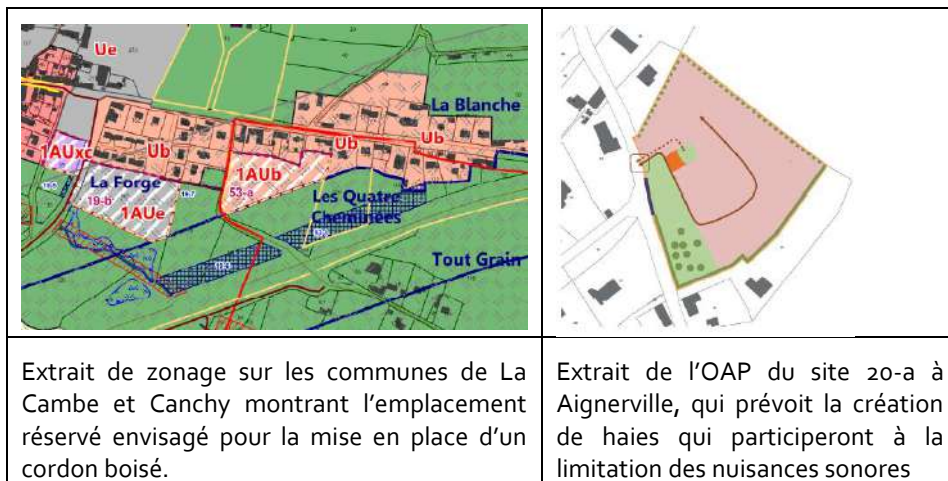 Ue
La Blanche
1AUxc
Ub
1AUb
Ub
Ub
La Forge
53-a
19-b
1AUe
Les Quatre
Cheminées
Tout Grain
Extrait de zonage sur les communes de La
Cambe et Canchy montrant l’emplacement
réservé envisagé pour la mise en place d’un
cordon boisé.
Extrait de l’OAP du site 20-a à
Aignerville, qui prévoit la création
de haies qui participeront à la
limitation des nuisances sonores